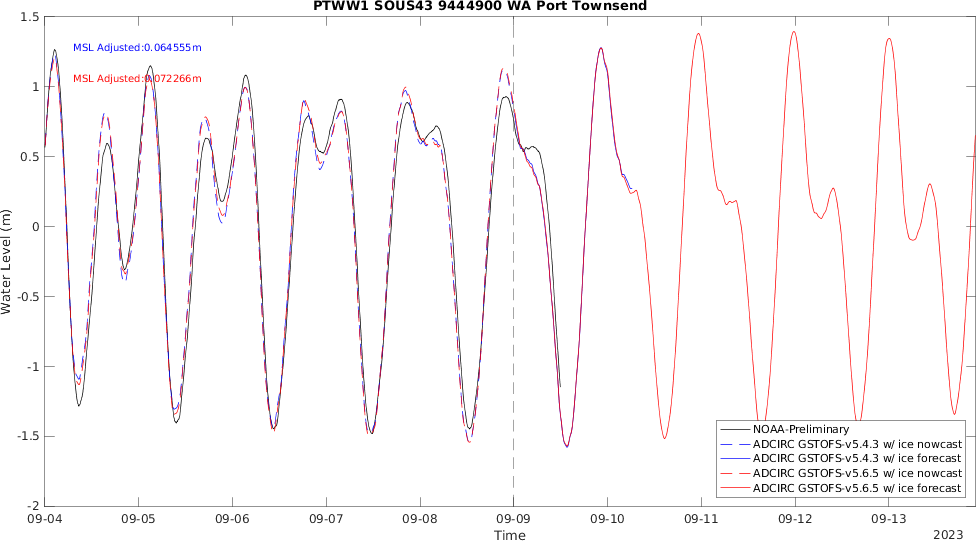 PTWW1 SOUS43 9444900 WA Port Townsend
1.5
MSL Adjusted:0.064555m
MSL Adjusted:0.072266m
1
0.5
0
Water Level (m)
-0.5
-1
-1.5
-2
NOAA-Preliminary
ADCIRC GSTOFS-v5.4.3 w/ ice nowcast
ADCIRC GSTOFS-v5.4.3 w/ ice forecast
ADCIRC GSTOFS-v5.6.5 w/ ice nowcast
ADCIRC GSTOFS-v5.6.5 w/ ice forecast
09-04 09-05 09-06 09-07 09-08 09-09 09-10 09-11 09-12 09-13
Time
2023